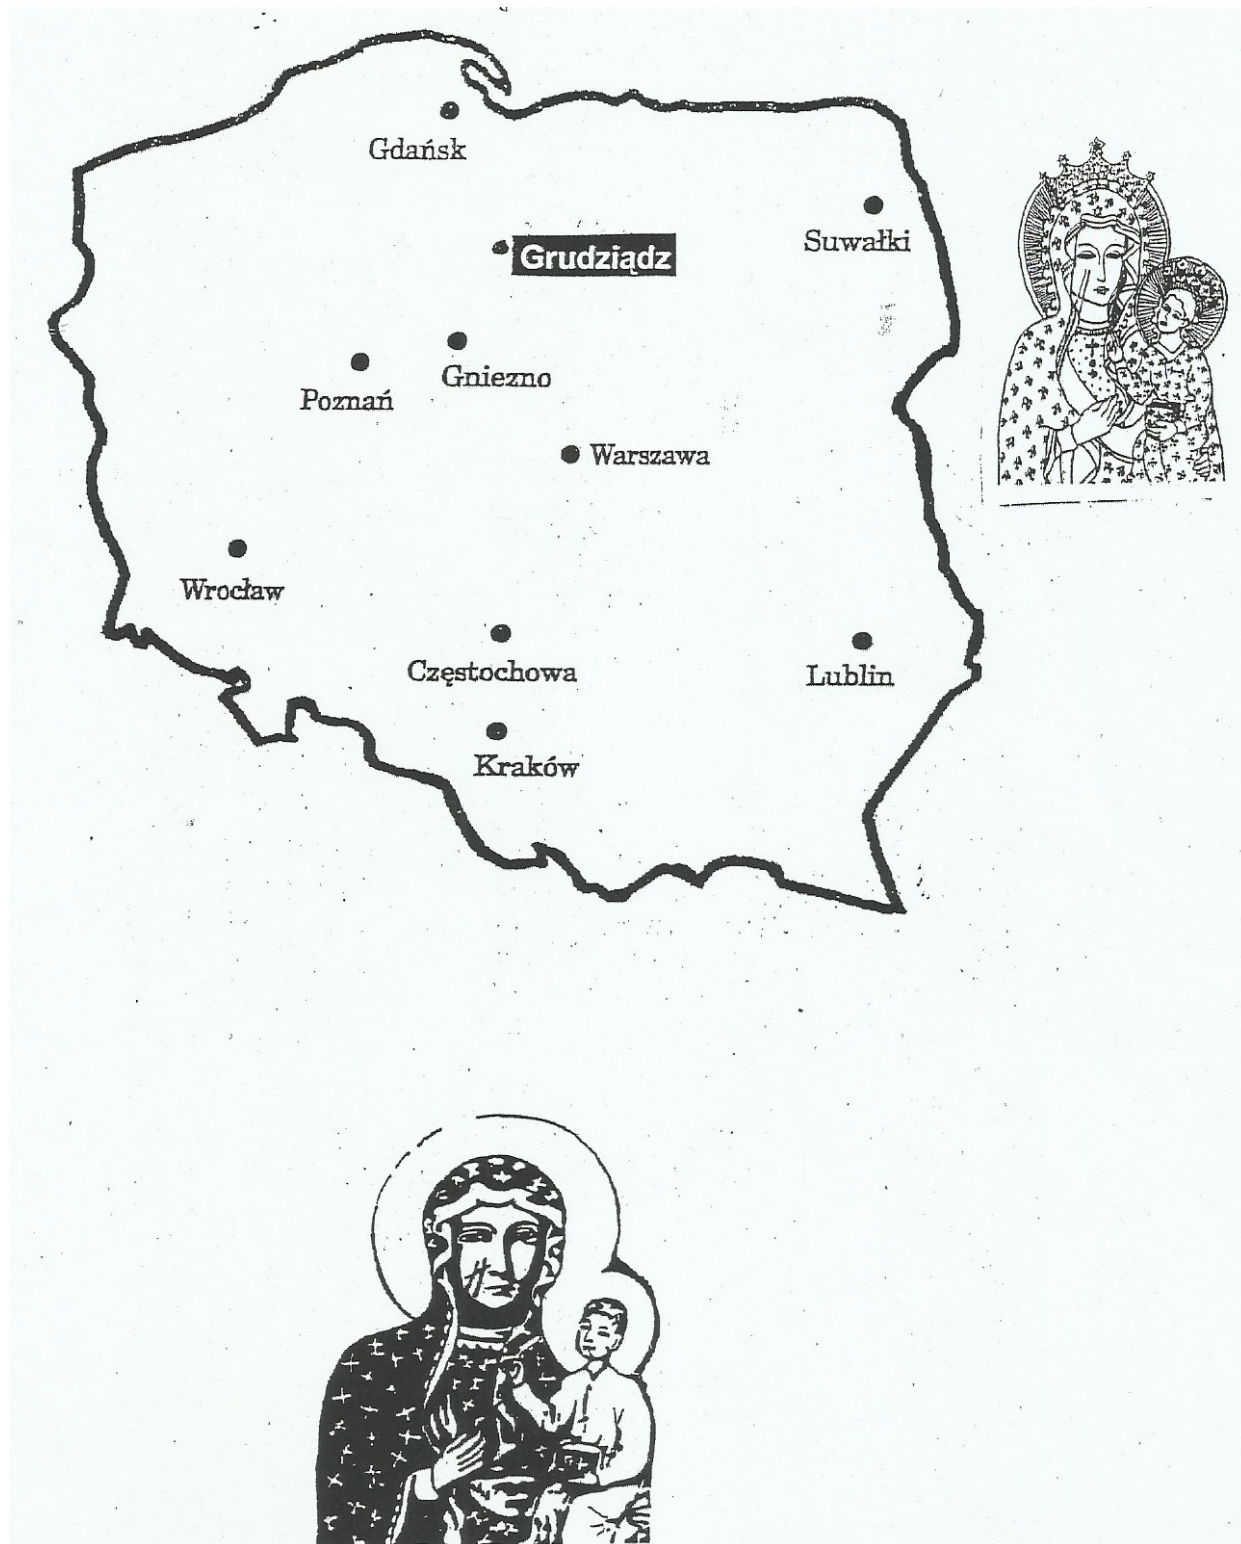 Gdańsk
Suwałki
Grudziądz
Gniezno
Poznań
Warszawa
Wrocław
Częstochowa
Lublin
Kraków